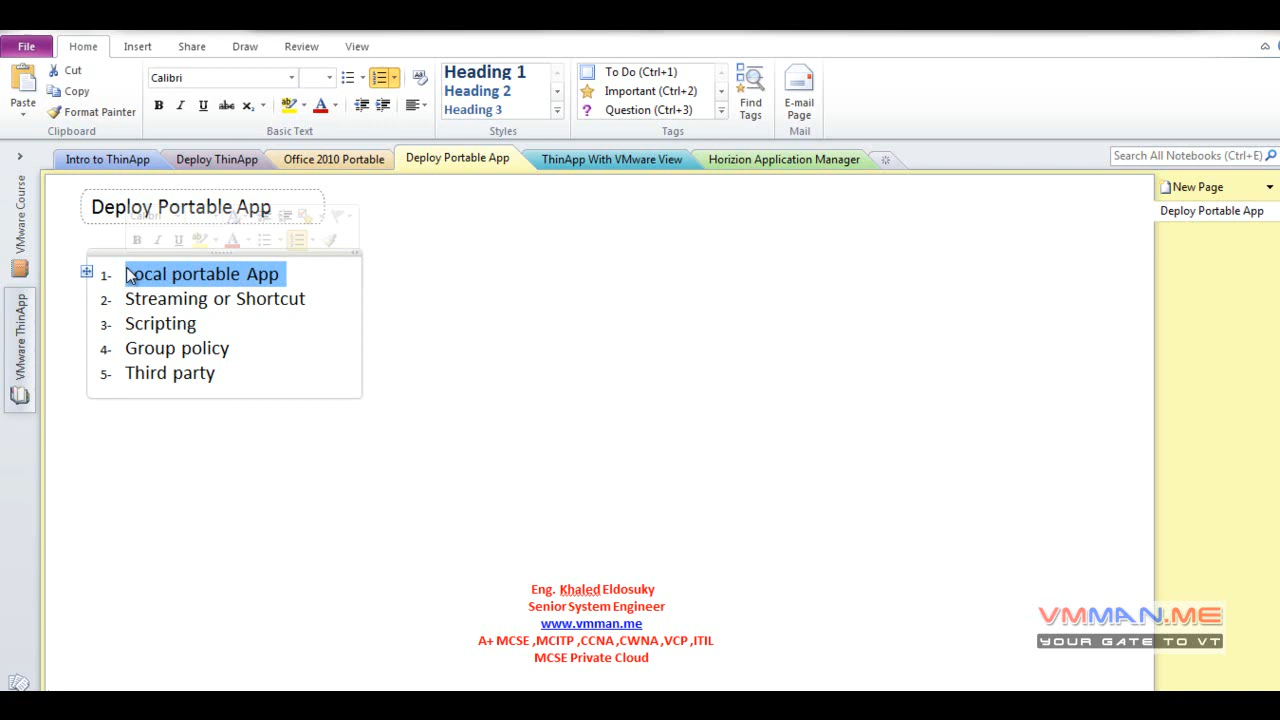 File Home Insert Share Draw Review View
Paste Cut Copy Format Painter Clipboard
Calibri
B I U abc x₂ A Basic Text
Heading 1
Heading 2
Heading 3
Styles
To Do (Ctrl+1)
Important (Ctrl+2)
Question (Ctrl+3)
Tags
Find Tags
E-mail Page
Mail
Intro to ThinApp Deploy ThinApp Office 2010 Portable Deploy Portable App ThinApp With VMware View Horizion Application Manager
Search All Notebooks (Ctrl+E)
New Page
Deploy Portable App
VMware Course
VMware ThinApp
Deploy Portable App
Calibri
B I U A
1- Local portable App
2- Streaming or Shortcut
3- Scripting
4- Group policy
5- Third party
Eng. Khaled Eldosuky
Senior System Engineer
www.vmman.me
A+ MCSE ,MCITP ,CCNA ,CWNA ,VCP ,ITIL
MCSE Private Cloud
VMMAN.ME
YOUR GATE TO VT